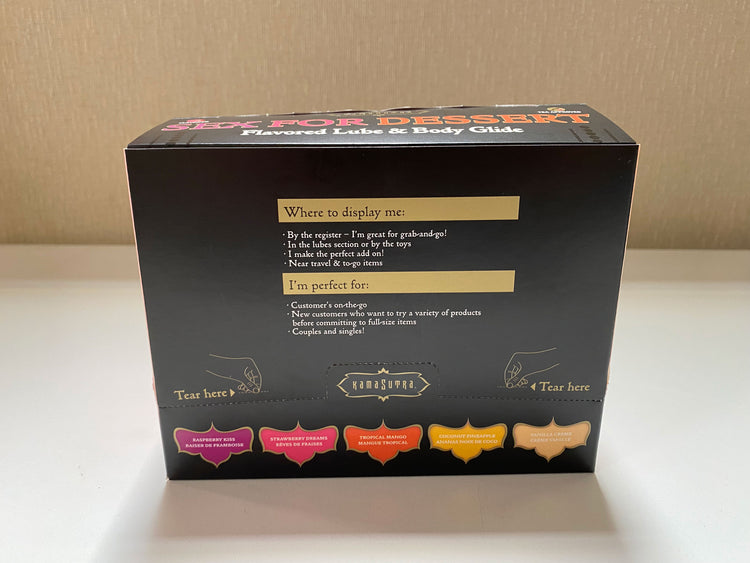 SEX FOR DESSERT
Flavored Lube & Body Glide
Where to display me:
· By the register – I'm great for grab-and-go!
· In the lubes section or by the toys
· I make the perfect add on!
· Near travel & to-go items
I'm perfect for:
· Customer's on-the-go
· New customers who want to try a variety of products
before committing to full-size items
· Couples and singles!
Tear here
KAMASUTRA
Tear here
RASPBERRY KISS
BAISER DE FRAMBOISE
STRAWBERRY DREAMS
RÊVES DE FRAISES
TROPICAL MANGO
MANGUE TROPICAL
COCONUT PINEAPPLE
ANANAS NOIX DE COCO
VANILLA CREME
CRÈME VANILLE